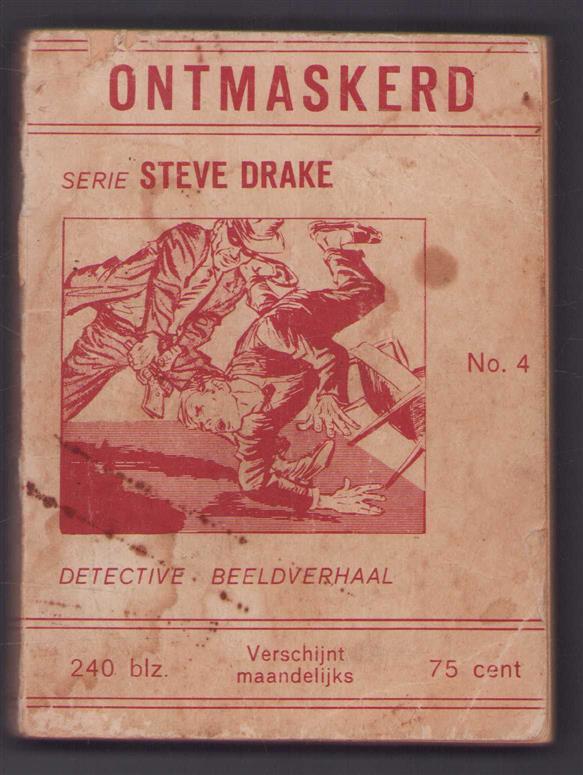 ONTMASKERD
SERIE STEVE DRAKE
No. 4
DETECTIVE BEELDVERHAAL
240 blz.
Verschijnt
maandelijks
75 cent